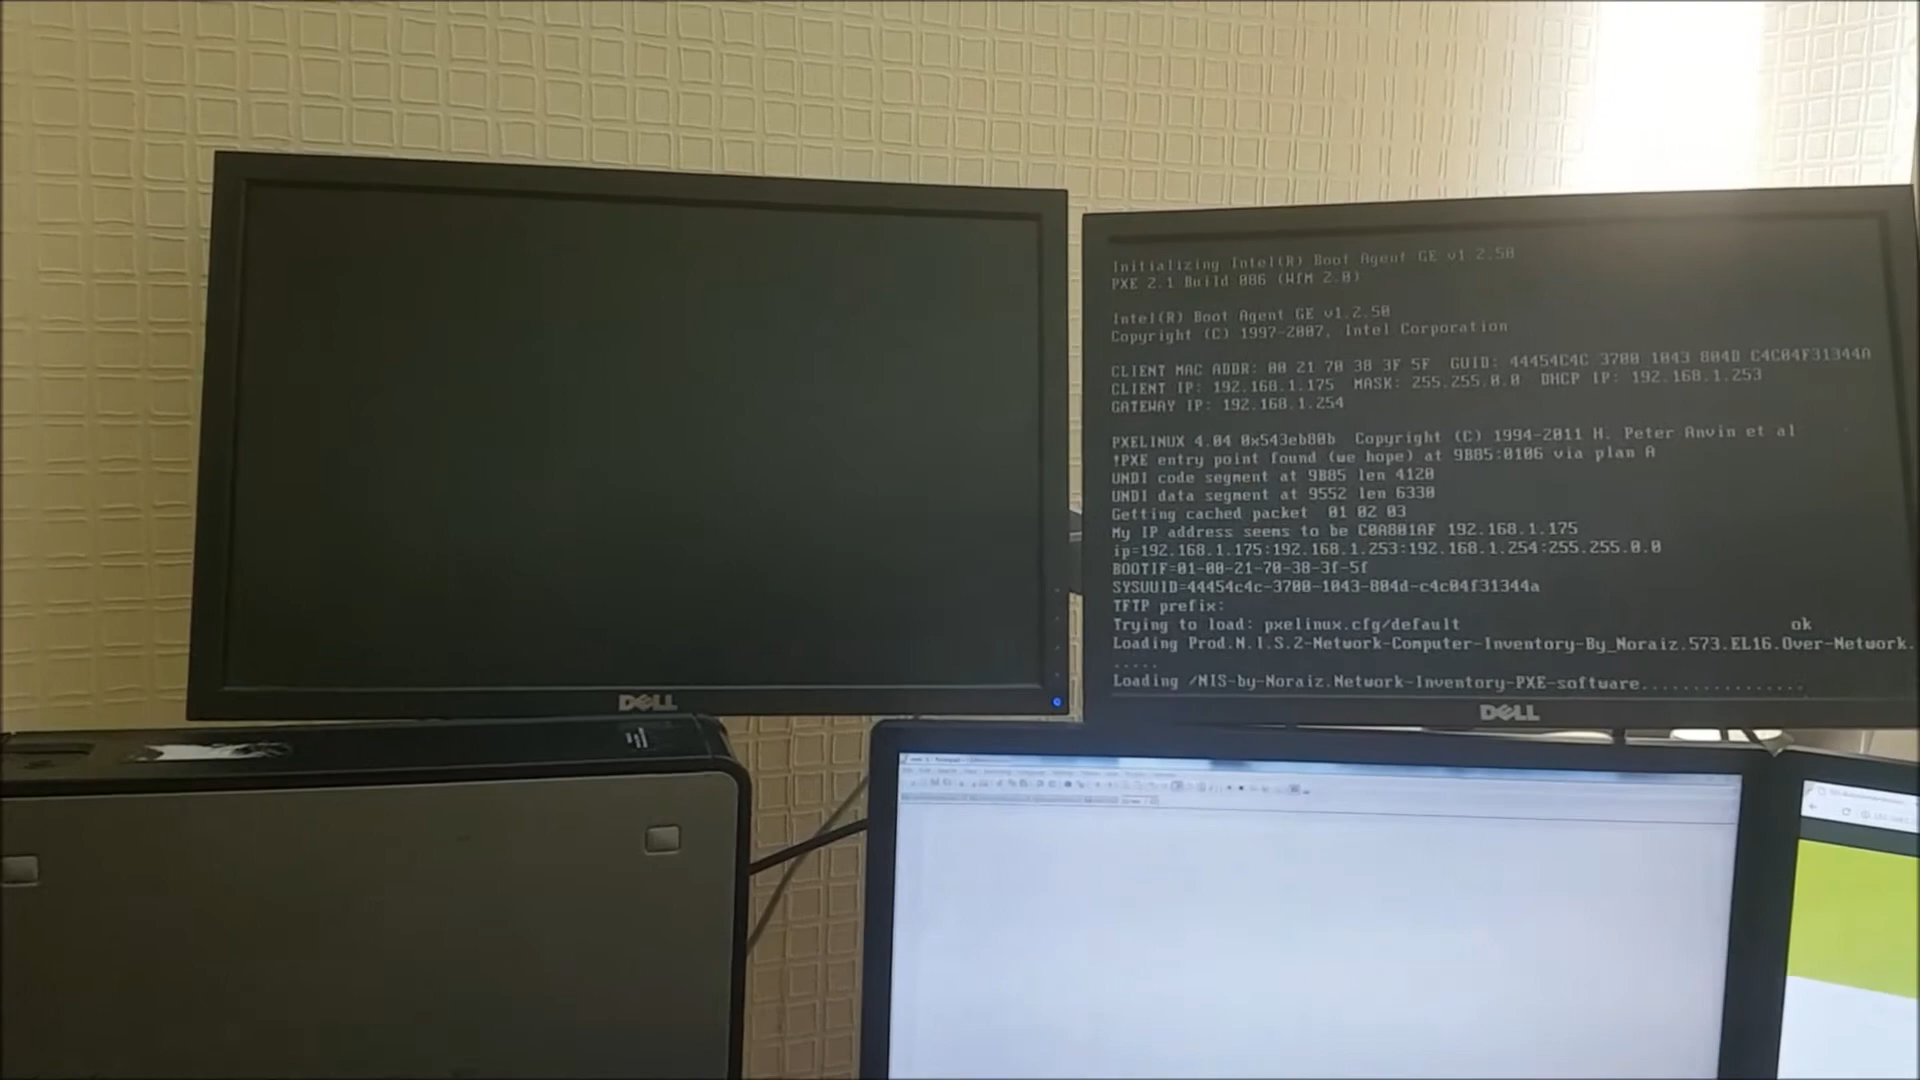 Initializing Intel(R) Boot Agent GE v1.2.50
PXE 2.1 Build 086 (WfM 2.0)
Intel(R) Boot Agent GE v1.2.50
Copyright (C) 1997-2007, Intel Corporation
CLIENT MAC ADDR: 00 21 70 38 3F 5F  GUID: 44454C4C 3700 1043 804D C4C04F31344A
CLIENT IP: 192.168.1.175  MASK: 255.255.0.0  DHCP IP: 192.168.1.253
GATEWAY IP: 192.168.1.254
PXELINUX 4.04 0x543eb80b  Copyright (C) 1994-2011 H. Peter Anvin et al
!PXE entry point found (we hope) at 9B85:0106 via plan A
UNDI code segment at 9B85 len 4120
UNDI data segment at 9552 len 6330
Getting cached packet  01 02 03
My IP address seems to be C0A801AF 192.168.1.175
ip=192.168.1.175:192.168.1.253:192.168.1.254:255.255.0.0
BOOTIF=01-00-21-70-38-3f-5f
SYSUUID=44454c4c-3700-1043-804d-c4c04f31344a
TFTP prefix:
Trying to load: pxelinux.cfg/default ok
Loading Prod.N.I.S.2-Network-Computer-Inventory-By_Noraiz.573.EL16.Over-Network.
.....
Loading /NIS-by-Noraiz.Network-Inventory-PXE-software................
DELL
DELL